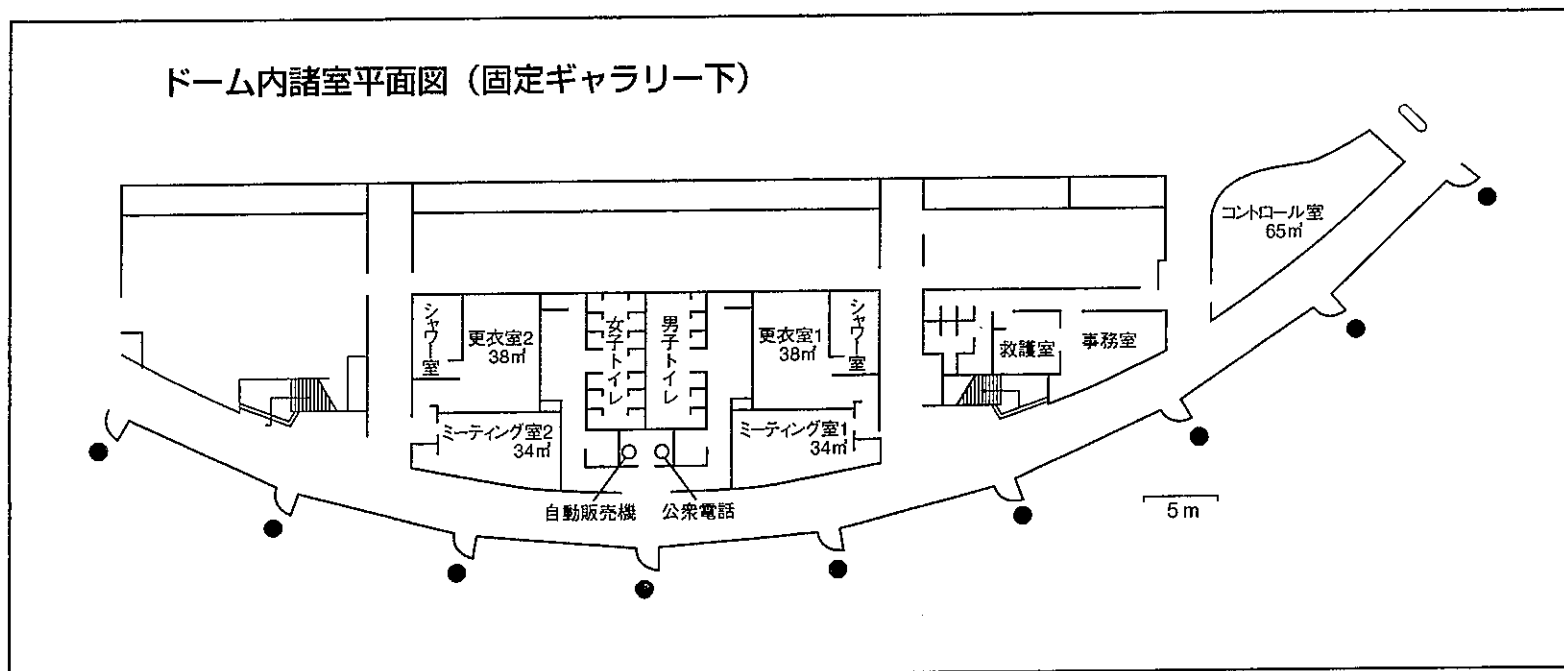 ドーム内諸室平面図（固定ギャラリー下）
コントロール室
65㎡
シャワー室
更衣室2
38㎡
女子トイレ
男子トイレ
更衣室1
38㎡
シャワー室
救護室
事務室
ミーティング室2
34㎡
ミーティング室1
34㎡
自動販売機
公衆電話
5m